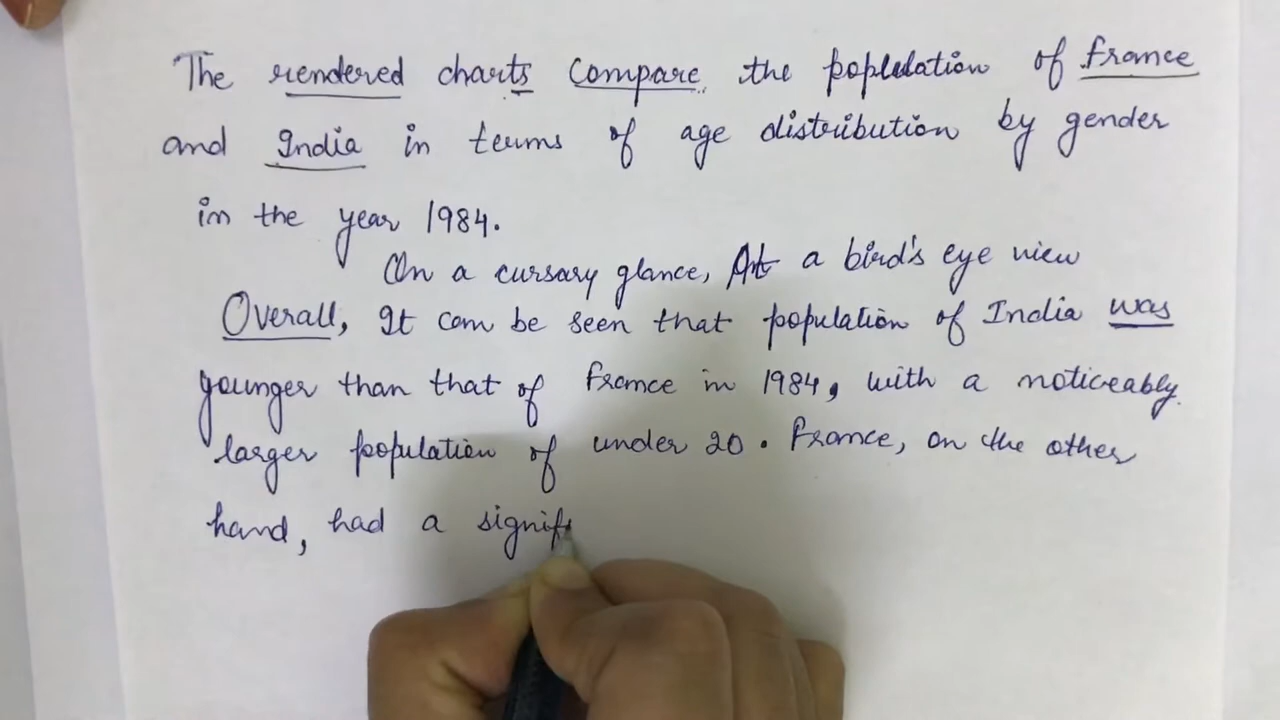 The rendered charts compare the poplulation of france
and India in terms of age distribution by gender
in the year 1984.
On a cursary glance, At a bird's eye view
Overall, It can be seen that population of India was
younger than that of france in 1984, with a noticeably
larger population of under 20. france, on the other
hand, had a signif